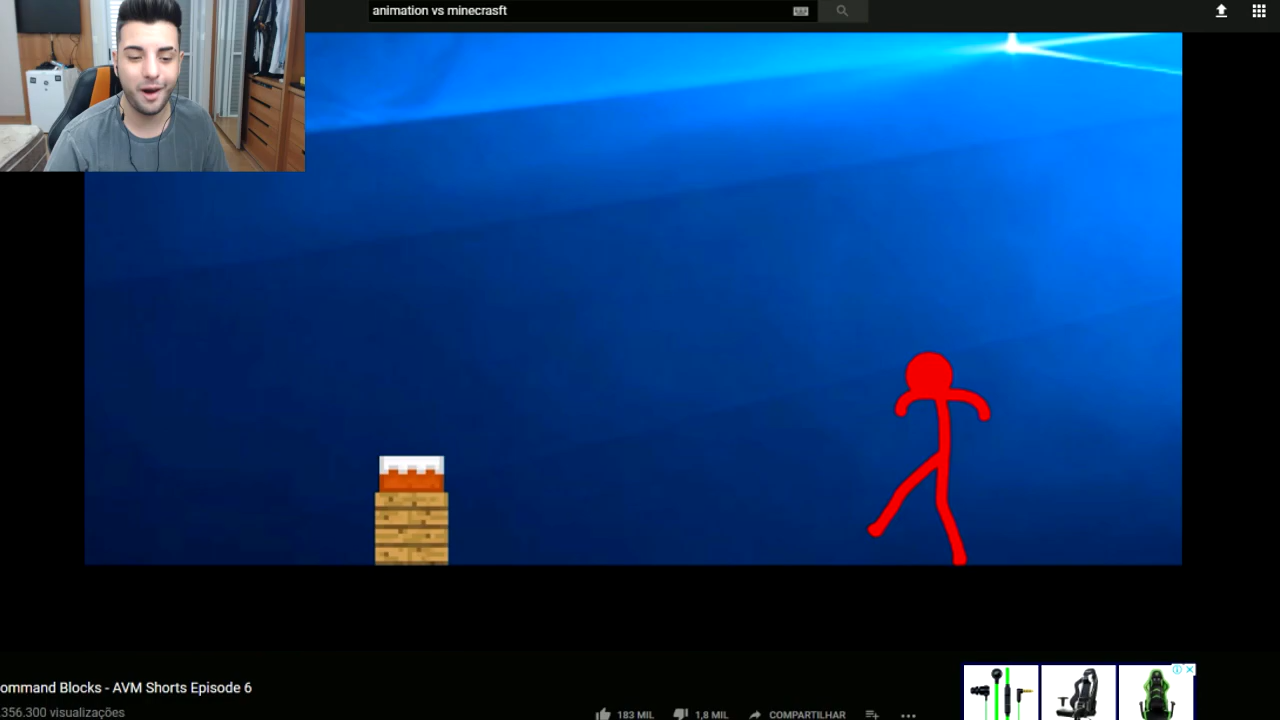 animation vs minecrasft
ommand Blocks - AVM Shorts Episode 6
356.300 visualizações
183 MIL
1,8 MIL
COMPARTILHAR